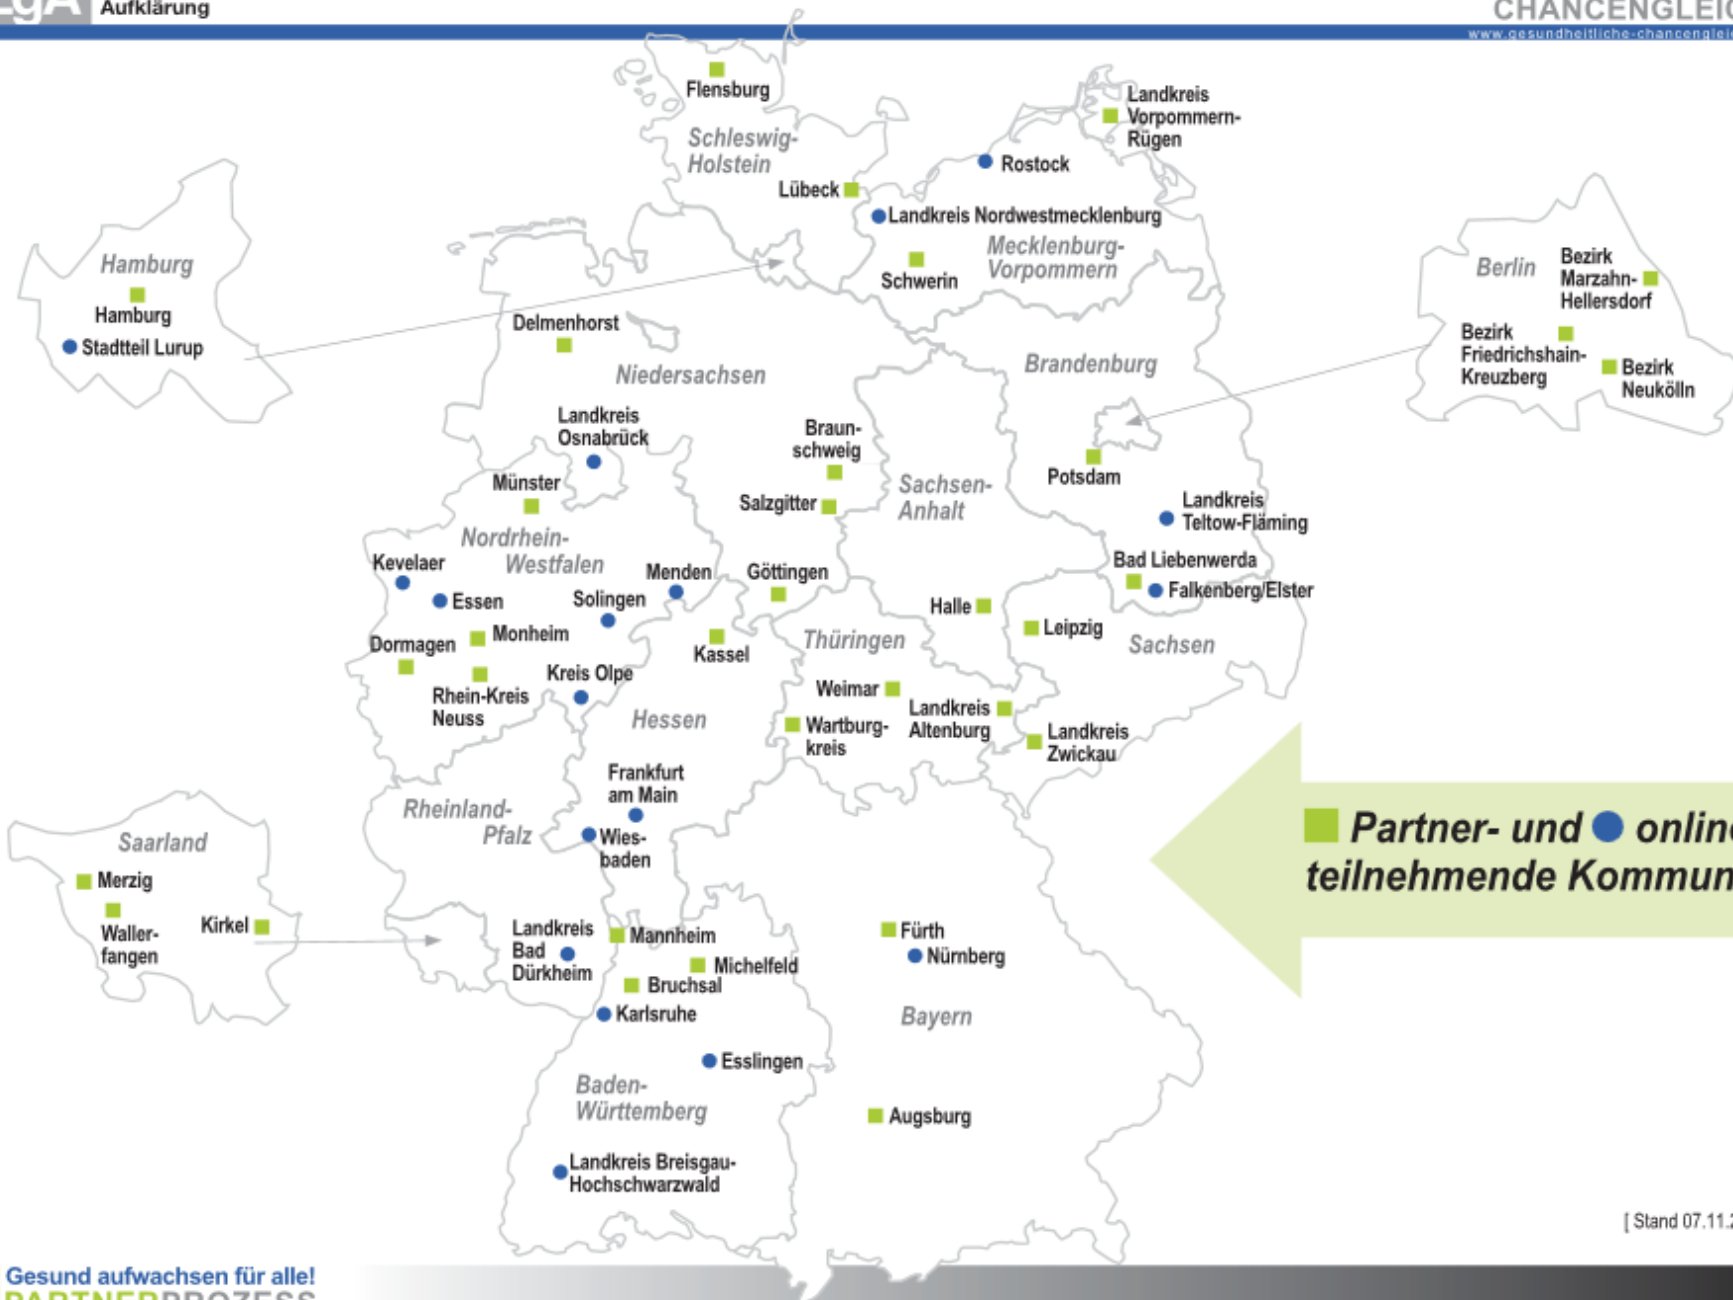 Aufklärung
www.gesundheitliche-chancengleic
Flensburg
Schleswig-
Holstein
Lübeck
Landkreis
Vorpommern-
Rügen
Rostock
Landkreis Nordwestmecklenburg
Mecklenburg-
Vorpommern
Schwerin
Hamburg
Hamburg
Stadtteil Lurup
Berlin
Bezirk
Marzahn-
Hellersdorf
Bezirk
Friedrichshain-
Kreuzberg
Bezirk
Neukölln
Delmenhorst
Niedersachsen
Landkreis
Osnabrück
Braun-
schweig
Salzgitter
Göttingen
Brandenburg
Potsdam
Landkreis
Teltow-Fläming
Bad Liebenwerda
Falkenberg/Elster
Sachsen-
Anhalt
Halle
Münster
Nordrhein-
Westfalen
Kevelaer
Essen
Solingen
Menden
Dormagen
Monheim
Rhein-Kreis
Neuss
Kreis Olpe
Kassel
Hessen
Frankfurt
am Main
Wies-
baden
Thüringen
Weimar
Wartburg-
kreis
Landkreis
Altenburg
Leipzig
Sachsen
Landkreis
Zwickau
Rheinland-
Pfalz
Landkreis
Bad
Dürkheim
Saarland
Merzig
Waller-
fangen
Kirkel
Mannheim
Michelfeld
Bruchsal
Karlsruhe
Esslingen
Baden-
Württemberg
Landkreis Breisgau-
Hochschwarzwald
Fürth
Nürnberg
Bayern
Augsburg
Partner- und online
teilnehmende Kommun
[ Stand 07.11.2
Gesund aufwachsen für alle!
PARTNERPROZESS